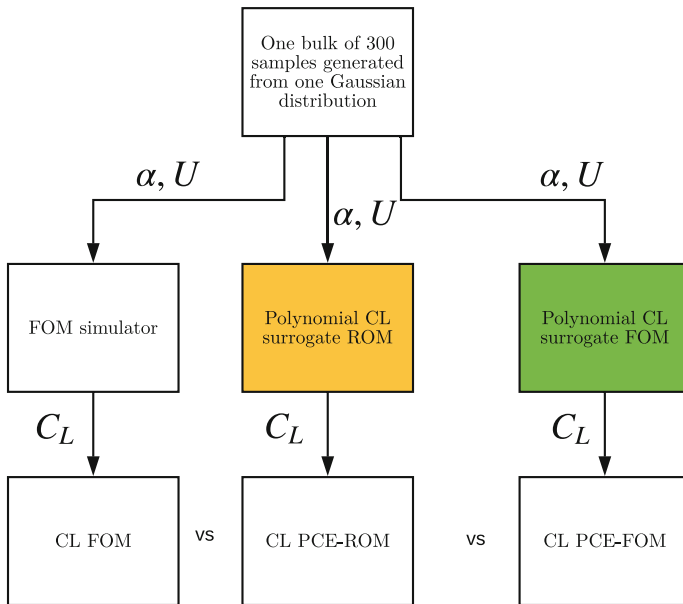 One bulk of 300
samples generated
from one Gaussian
distribution
α, U
α, U
α, U
FOM simulator
Polynomial CL
surrogate ROM
Polynomial CL
surrogate FOM
C_L
C_L
C_L
CL FOM
vs
CL PCE-ROM
vs
CL PCE-FOM